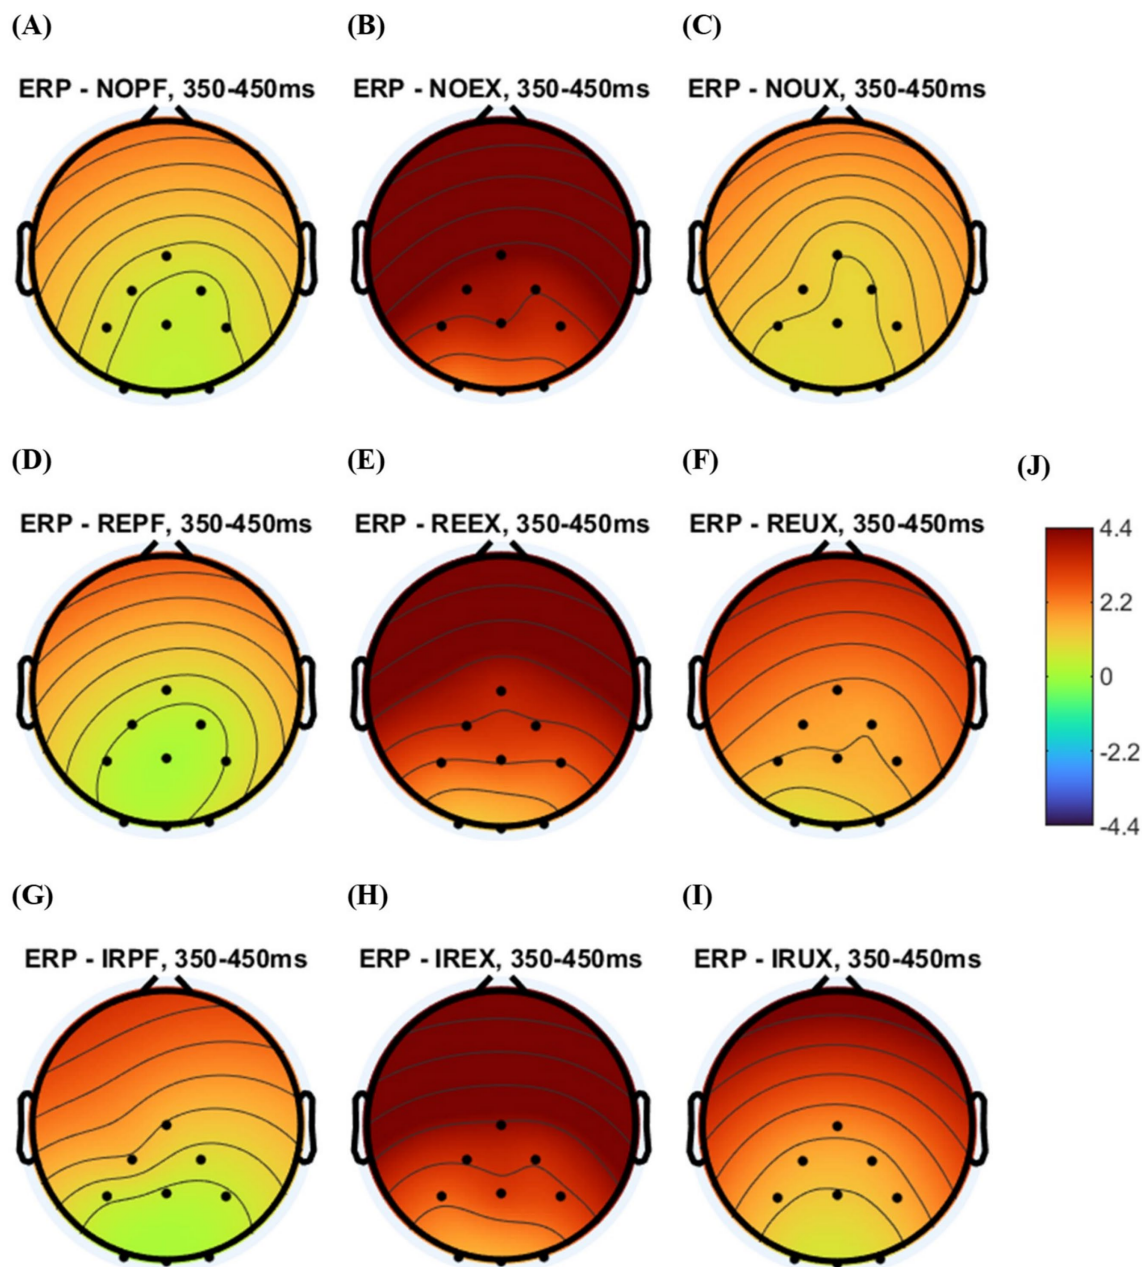 (A)
(B)
(C)
ERP - NOPF, 350-450ms
ERP - NOEX, 350-450ms
ERP - NOUX, 350-450ms
(D)
(E)
(F)
(J)
ERP - REPF, 350-450ms
ERP - REEX, 350-450ms
ERP - REUX, 350-450ms
4.4
2.2
0
-2.2
-4.4
(G)
(H)
(I)
ERP - IRPF, 350-450ms
ERP - IREX, 350-450ms
ERP - IRUX, 350-450ms